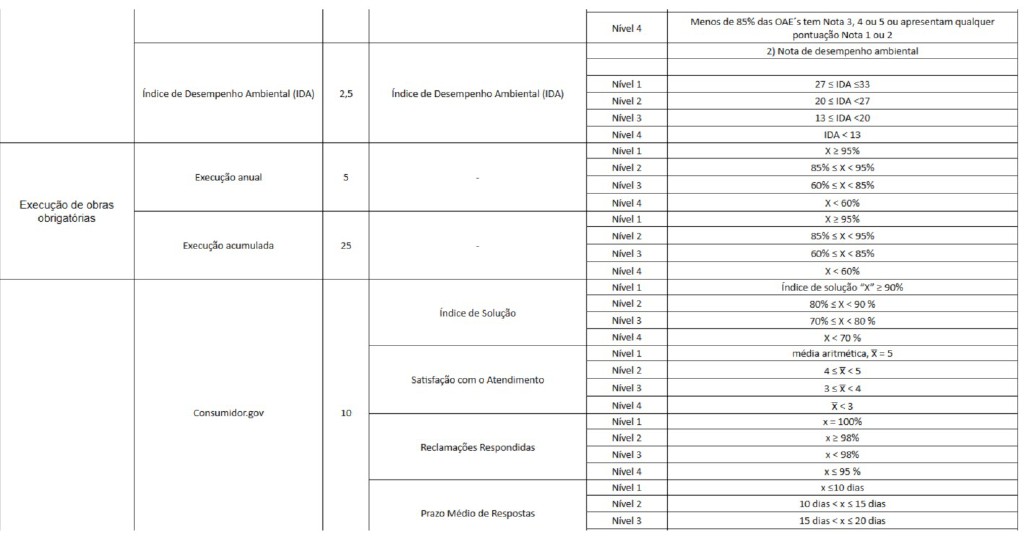 Nível 4
Menos de 85% das OAE´s tem Nota 3, 4 ou 5 ou apresentam qualquer
pontuação Nota 1 ou 2
Índice de Desempenho Ambiental (IDA)
2,5
Índice de Desempenho Ambiental (IDA)
2) Nota de desempenho ambiental
Nível 1
27 ≤ IDA ≤33
Nível 2
20 ≤ IDA <27
Nível 3
13 ≤ IDA <20
Nível 4
IDA < 13
Execução de obras
obrigatórias
Execução anual
5
-
Nível 1
X ≥ 95%
Nível 2
85% ≤ X < 95%
Nível 3
60% ≤ X < 85%
Nível 4
X < 60%
Execução acumulada
25
-
Nível 1
X ≥ 95%
Nível 2
85% ≤ X < 95%
Nível 3
60% ≤ X < 85%
Nível 4
X < 60%
Consumidor.gov
10
Índice de Solução
Nível 1
Índice de solução “X” ≥ 90%
Nível 2
80% ≤ X < 90 %
Nível 3
70% ≤ X < 80 %
Nível 4
X < 70 %
Satisfação com o Atendimento
Nível 1
média aritmética, X̅ = 5
Nível 2
4 ≤ X̅ < 5
Nível 3
3 ≤ X̅ < 4
Nível 4
X̅ < 3
Reclamações Respondidas
Nível 1
x = 100%
Nível 2
x ≥ 98%
Nível 3
x < 98%
Nível 4
x ≤ 95 %
Prazo Médio de Respostas
Nível 1
x ≤10 dias
Nível 2
10 dias < x ≤ 15 dias
Nível 3
15 dias < x ≤ 20 dias